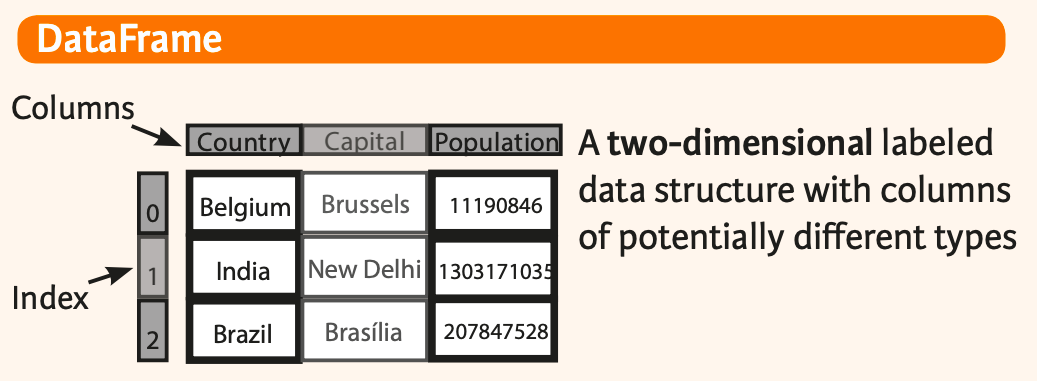 DataFrame
Columns
Country Capital Population
A two-dimensional labeled
data structure with columns
of potentially different types
0 Belgium Brussels 11190846
1 India New Delhi 1303171035
2 Brazil Brasília 207847528
Index